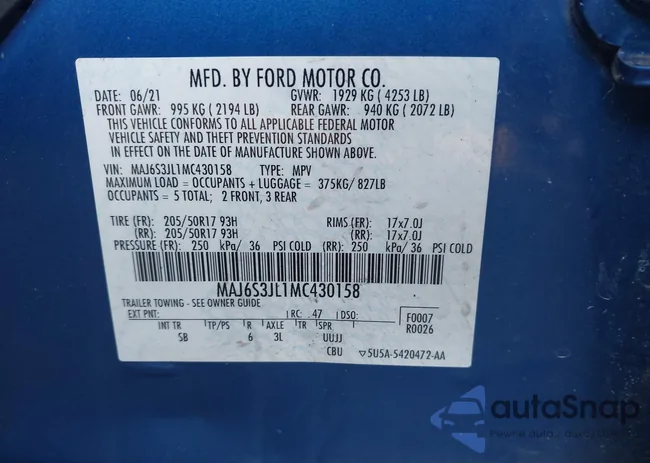 MFD. BY FORD MOTOR CO.
DATE: 06/21 GVWR: 1929 KG ( 4253 LB)
FRONT GAWR: 995 KG ( 2194 LB) REAR GAWR: 940 KG ( 2072 LB)
THIS VEHICLE CONFORMS TO ALL APPLICABLE FEDERAL MOTOR
VEHICLE SAFETY AND THEFT PREVENTION STANDARDS
IN EFFECT ON THE DATE OF MANUFACTURE SHOWN ABOVE.
VIN: MAJ6S3JL1MC430158 TYPE: MPV
MAXIMUM LOAD = OCCUPANTS + LUGGAGE = 375KG/ 827LB
OCCUPANTS = 5 TOTAL; 2 FRONT, 3 REAR
TIRE (FR): 205/50R17 93H RIMS (FR): 17x7.0J
(RR): 205/50R17 93H (RR): 17x7.0J
PRESSURE (FR): 250 kPa/ 36 PSI COLD (RR): 250 kPa/ 36 PSI COLD
MAJ6S3JL1MC430158
TRAILER TOWING - SEE OWNER GUIDE.
EXT PNT: RC: 47 DSO: F0007
INT TR TP/PS R AXLE TR SPR R0026
SB 6 3L UUJJ
CBU 5U5A-5420472-AA
autoSnap
Pewne auto